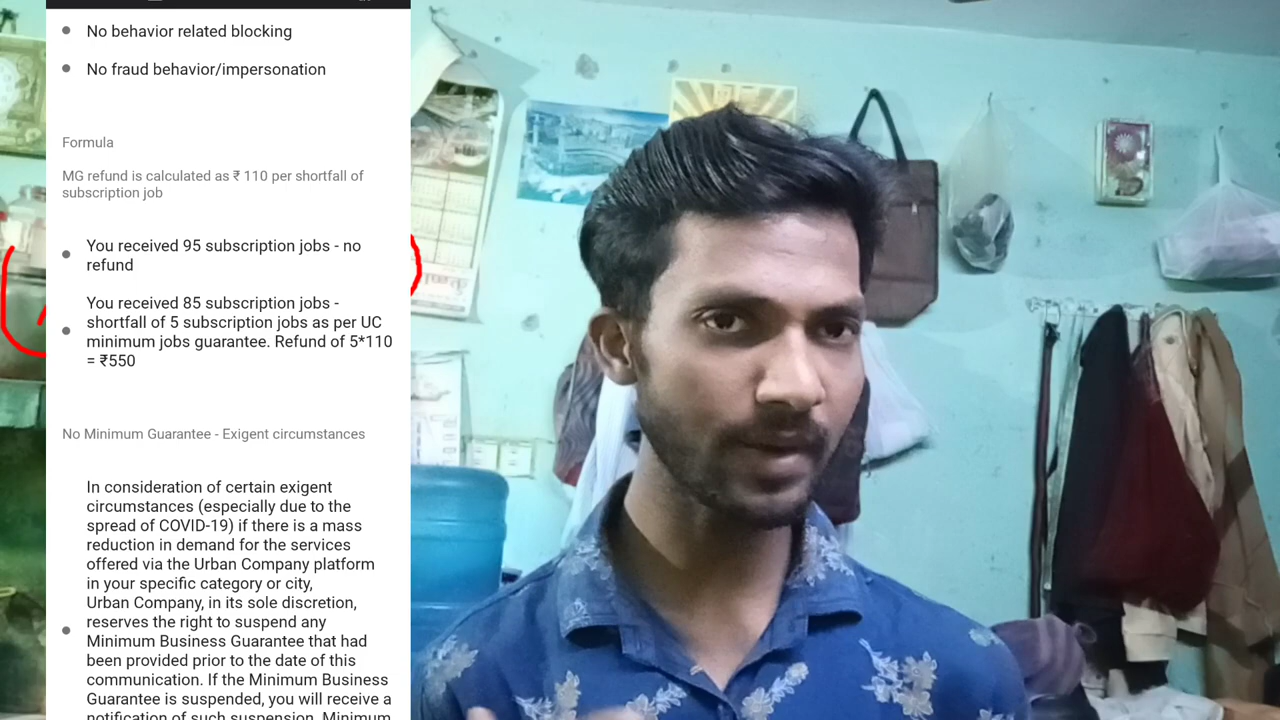 No behavior related blocking
No fraud behavior/impersonation
Formula
MG refund is calculated as ₹ 110 per shortfall of
subscription job
You received 95 subscription jobs - no
refund
You received 85 subscription jobs -
shortfall of 5 subscription jobs as per UC
minimum jobs guarantee. Refund of 5*110
= ₹550
No Minimum Guarantee - Exigent circumstances
In consideration of certain exigent
circumstances (especially due to the
spread of COVID-19) if there is a mass
reduction in demand for the services
offered via the Urban Company platform
in your specific category or city,
Urban Company, in its sole discretion,
reserves the right to suspend any
Minimum Business Guarantee that had
been provided prior to the date of this
communication. If the Minimum Business
Guarantee is suspended, you will receive a
notification of such suspension. Minimum